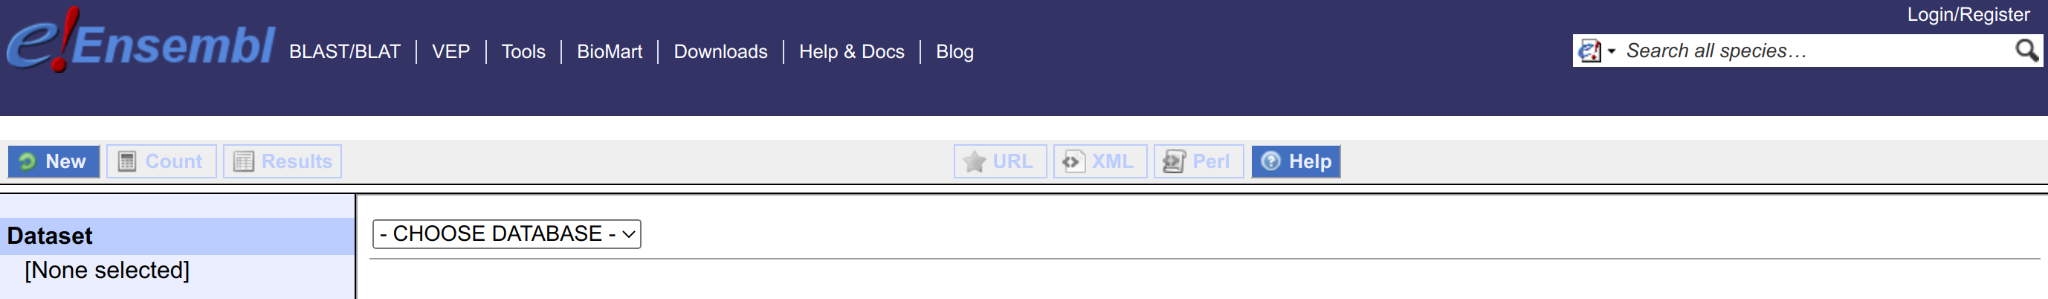 Login/Register
e!Ensembl
BLAST/BLAT | VEP | Tools | BioMart | Downloads | Help & Docs | Blog
e! Search all species…
New Count Results URL XML Perl Help
Dataset
[None selected]
- CHOOSE DATABASE -